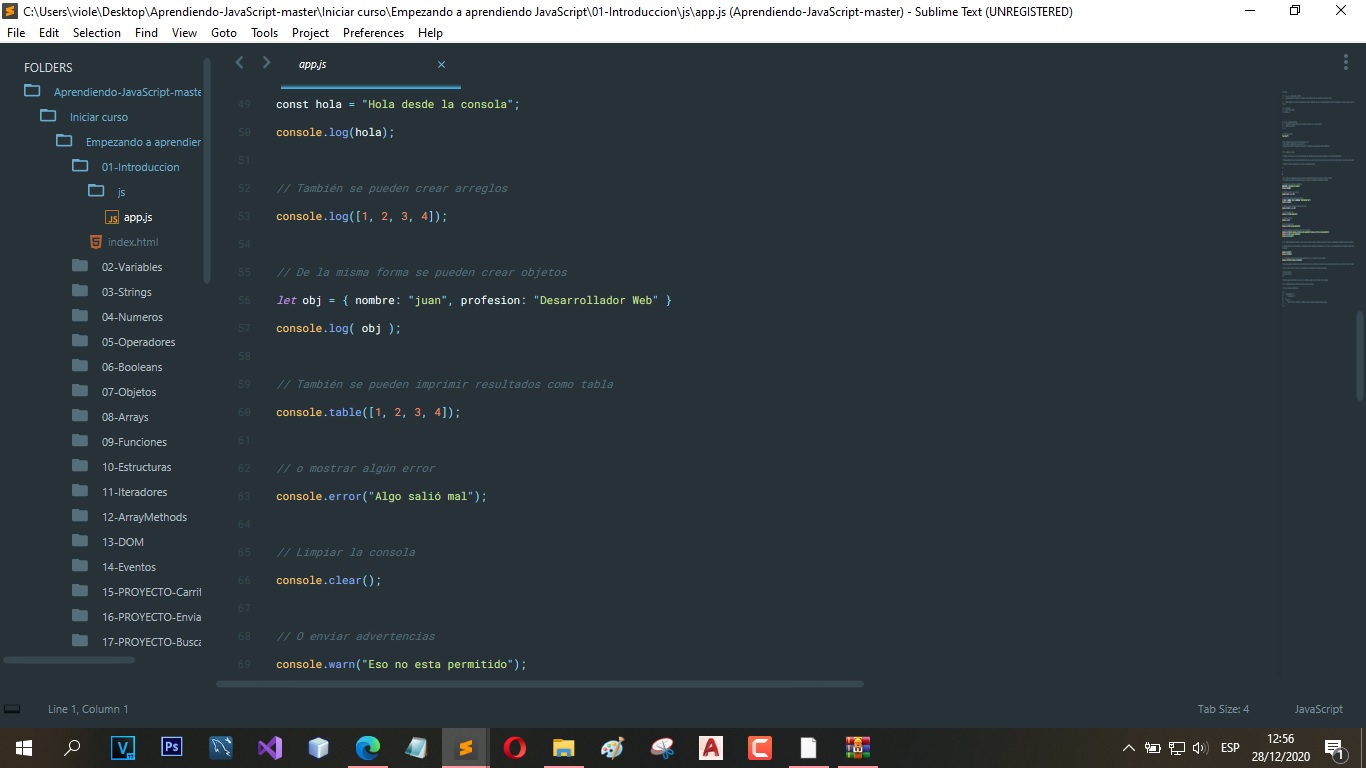 C:\Users\viole\Desktop\Aprendiendo-JavaScript-master\Iniciar curso\Empezando a aprendiendo JavaScript\01-Introduccion\js\app.js (Aprendiendo-JavaScript-master) - Sublime Text (UNREGISTERED)
File Edit Selection Find View Goto Tools Project Preferences Help
FOLDERS
Aprendiendo-JavaScript-maste
Iniciar curso
Empezando a aprendier
01-Introduccion
js
app.js
index.html
02-Variables
03-Strings
04-Numeros
05-Operadores
06-Booleans
07-Objetos
08-Arrays
09-Funciones
10-Estructuras
11-Iteradores
12-ArrayMethods
13-DOM
14-Eventos
15-PROYECTO-Carrit
16-PROYECTO-Envia
17-PROYECTO-Busca
app.js
49 const hola = "Hola desde la consola";
50 console.log(hola);
51
52 // También se pueden crear arreglos
53 console.log([1, 2, 3, 4]);
54
55 // De la misma forma se pueden crear objetos
56 let obj = { nombre: "juan", profesion: "Desarrollador Web" }
57 console.log( obj );
58
59 // También se pueden imprimir resultados como tabla
60 console.table([1, 2, 3, 4]);
61
62 // o mostrar algún error
63 console.error("Algo salió mal");
64
65 // Limpiar la consola
66 console.clear();
67
68 // O enviar advertencias
69 console.warn("Eso no esta permitido");
Line 1, Column 1
Tab Size: 4
JavaScript
ESP
12:56
28/12/2020
1